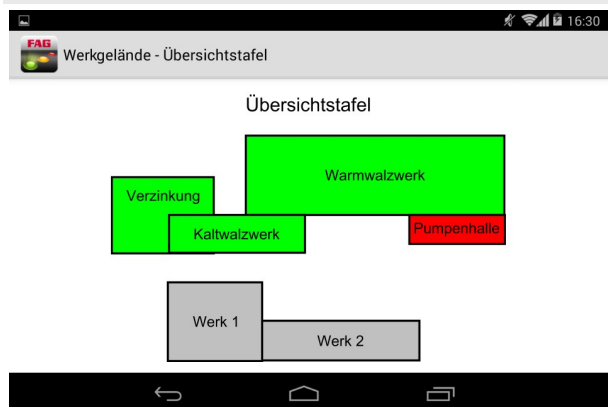 16:30
FAG
Werkgelände - Übersichtstafel
Übersichtstafel
Warmwalzwerk
Verzinkung
Kaltwalzwerk
Pumpenhalle
Werk 1
Werk 2